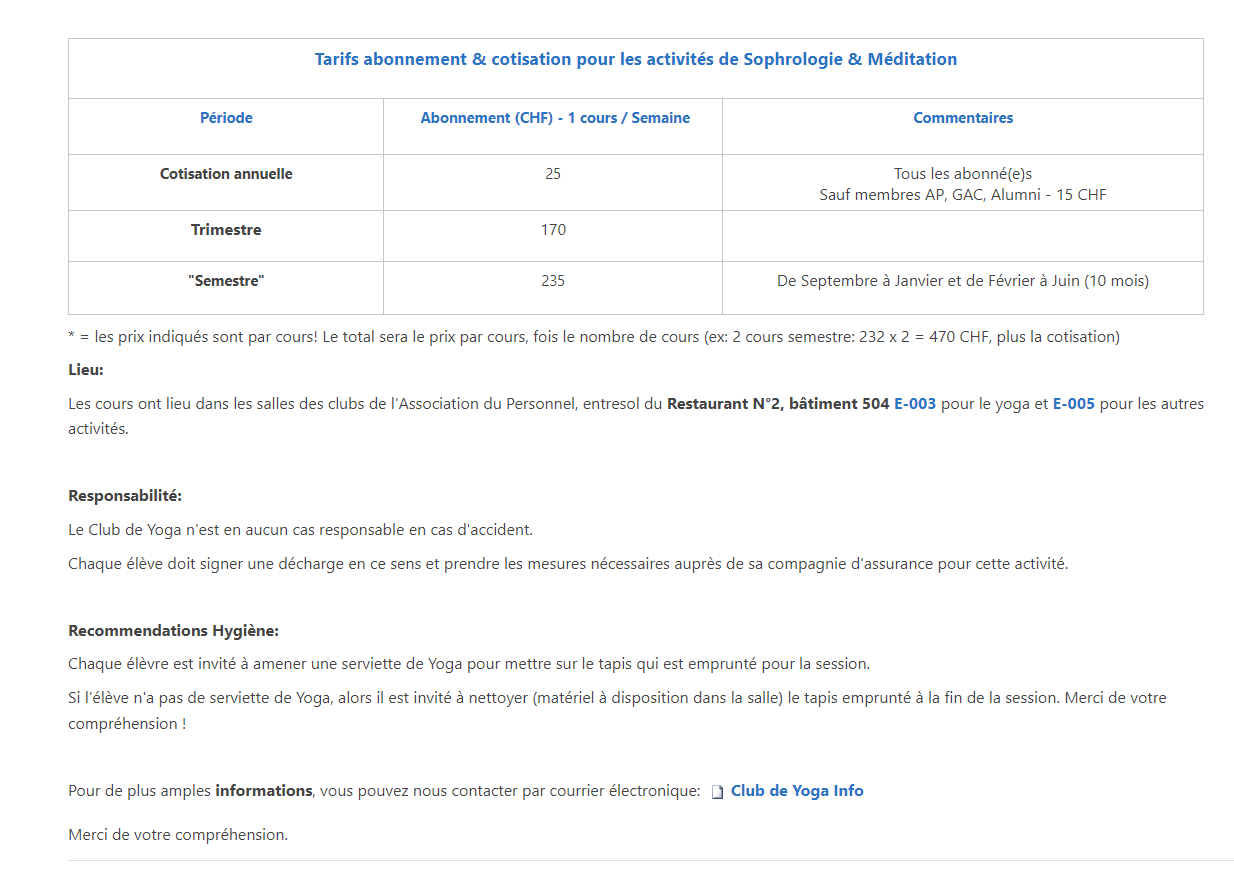 Tarifs abonnement & cotisation pour les activités de Sophrologie & Méditation
Période
Abonnement (CHF) - 1 cours / Semaine
Commentaires
Cotisation annuelle
25
Tous les abonné(e)s
Sauf membres AP, GAC, Alumni - 15 CHF
Trimestre
170
"Semestre"
235
De Septembre à Janvier et de Février à Juin (10 mois)
* = les prix indiqués sont par cours! Le total sera le prix par cours, fois le nombre de cours (ex: 2 cours semestre: 232 x 2 = 470 CHF, plus la cotisation)
Lieu:
Les cours ont lieu dans les salles des clubs de l'Association du Personnel, entresol du Restaurant N°2, bâtiment 504 E-003 pour le yoga et E-005 pour les autres
activités.
Responsabilité:
Le Club de Yoga n'est en aucun cas responsable en cas d'accident.
Chaque élève doit signer une décharge en ce sens et prendre les mesures nécessaires auprès de sa compagnie d'assurance pour cette activité.
Recommendations Hygiène:
Chaque élèvre est invité à amener une serviette de Yoga pour mettre sur le tapis qui est emprunté pour la session.
Si l'élève n'a pas de serviette de Yoga, alors il est invité à nettoyer (matériel à disposition dans la salle) le tapis emprunté à la fin de la session. Merci de votre
compréhension !
Pour de plus amples informations, vous pouvez nous contacter par courrier électronique: Club de Yoga Info
Merci de votre compréhension.